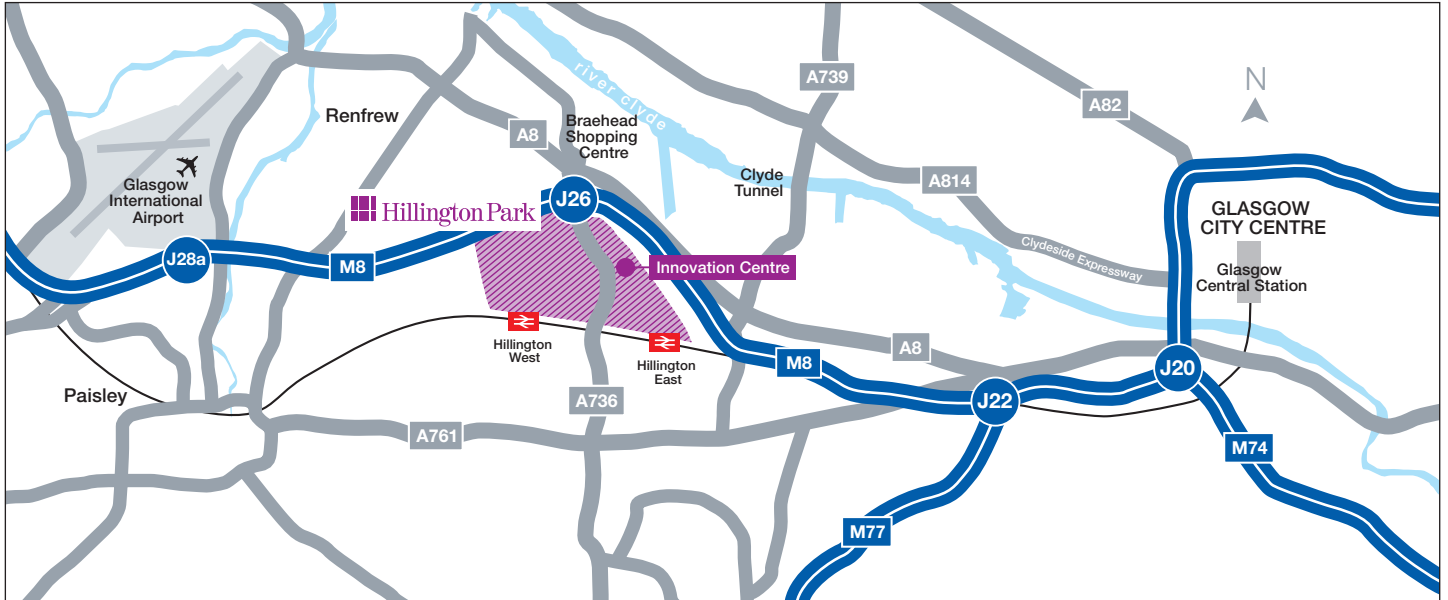 river clyde
A739
N
A82
Renfrew
A8
Braehead
Shopping
Centre
Clyde
Tunnel
A814
Glasgow
International
Airport
J26
Hillington Park
GLASGOW
CITY CENTRE
Clydeside Expressway
J28a
M8
Innovation Centre
Glasgow
Central Station
Hillington
West
Hillington
East
A8
M8
J20
Paisley
A736
J22
A761
M74
M77